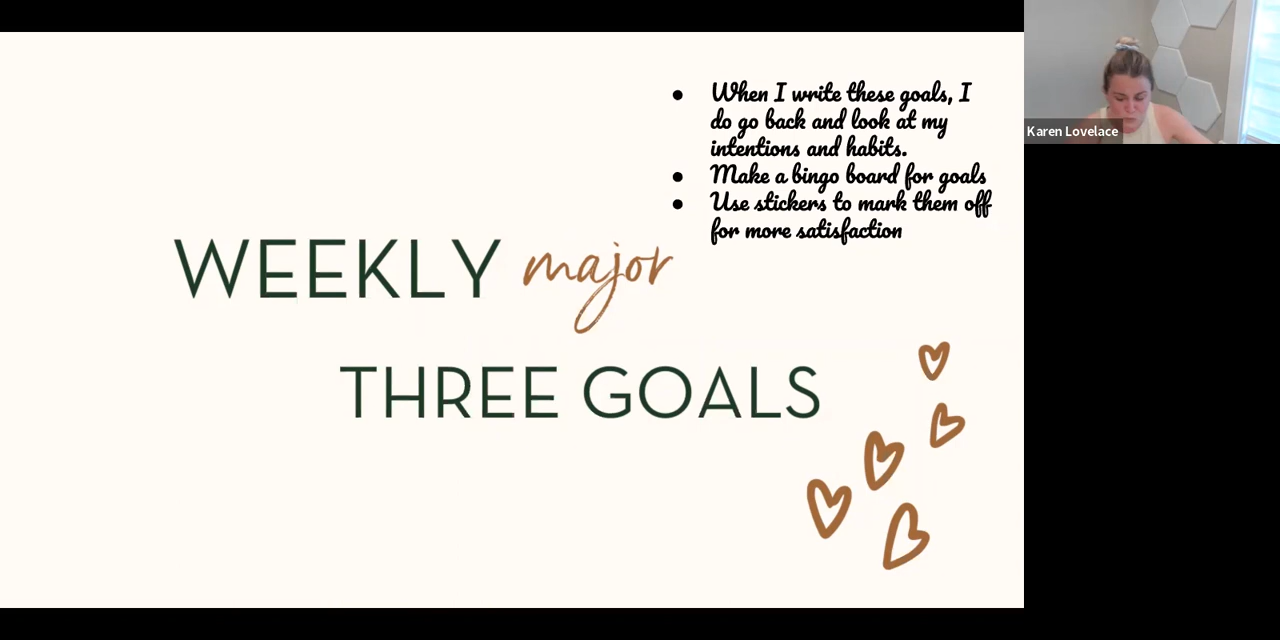 ● When I write these goals, I
do go back and look at my
intentions and habits.
● Make a bingo board for goals
● Use stickers to mark them off
for more satisfaction
WEEKLY major
THREE GOALS
Karen Lovelace